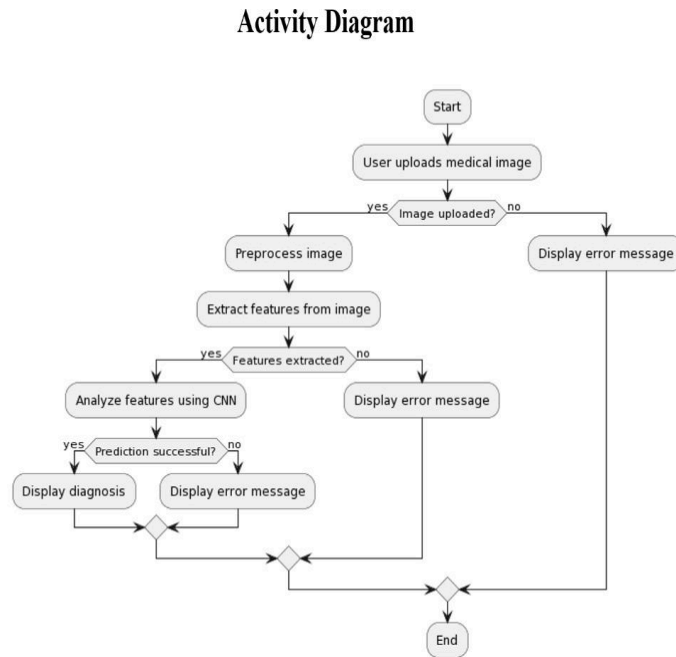 Activity Diagram
Start
User uploads medical image
yes
Image uploaded?
no
Preprocess image
Display error message
Extract features from image
yes
Features extracted?
no
Analyze features using CNN
Display error message
yes
Prediction successful?
no
Display diagnosis
Display error message
End